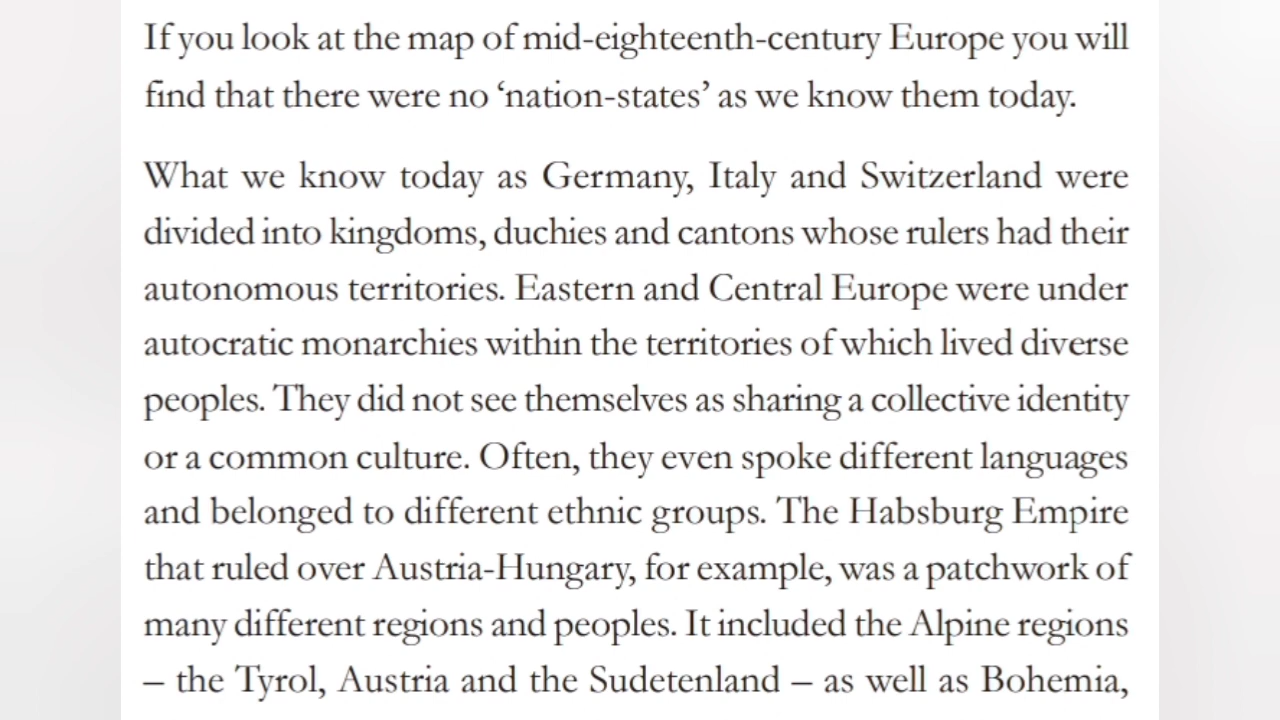 If you look at the map of mid-eighteenth-century Europe you will
find that there were no ‘nation-states’ as we know them today.
What we know today as Germany, Italy and Switzerland were
divided into kingdoms, duchies and cantons whose rulers had their
autonomous territories. Eastern and Central Europe were under
autocratic monarchies within the territories of which lived diverse
peoples. They did not see themselves as sharing a collective identity
or a common culture. Often, they even spoke different languages
and belonged to different ethnic groups. The Habsburg Empire
that ruled over Austria-Hungary, for example, was a patchwork of
many different regions and peoples. It included the Alpine regions
– the Tyrol, Austria and the Sudetenland – as well as Bohemia,